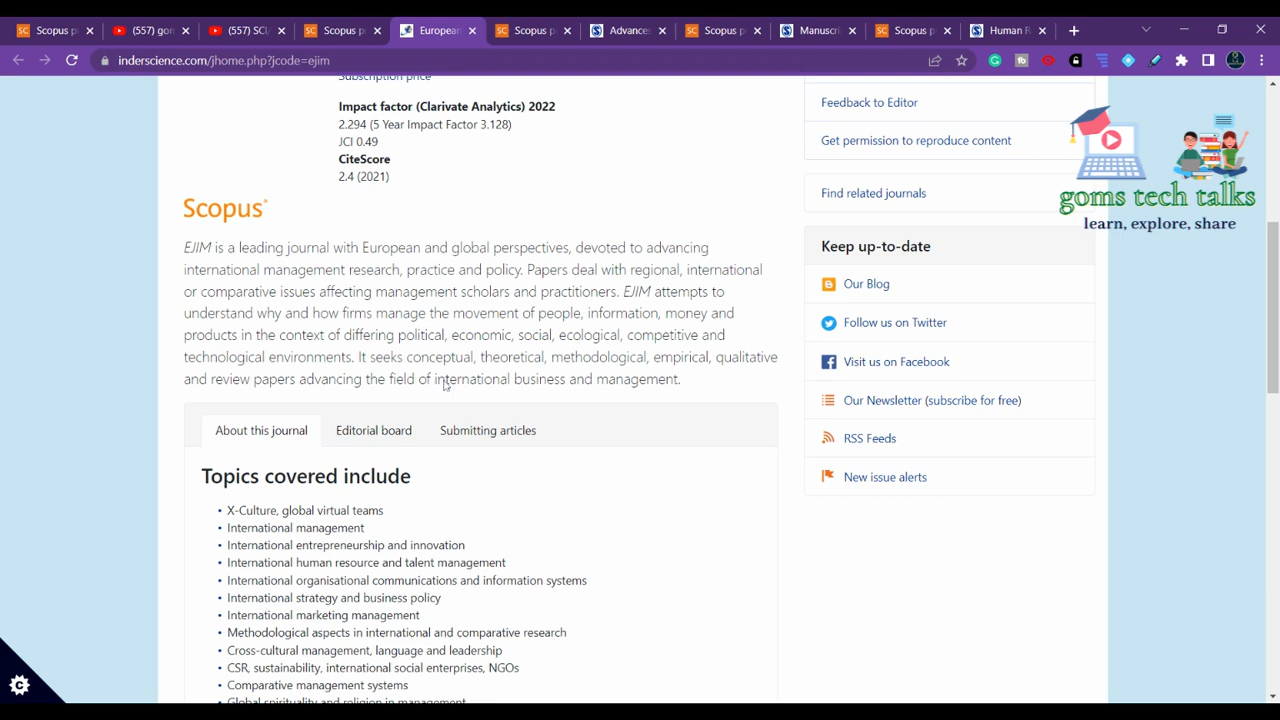 Scopus p
(557) gon
(557) SCI
Scopus p
European
Scopus p
Advance
Scopus p
Manuscri
Scopus p
Human R
inderscience.com/jhome.php?jcode=ejim
Subscription price
Impact factor (Clarivate Analytics) 2022
2.294 (5 Year Impact Factor 3.128)
JCI 0.49
CiteScore
2.4 (2021)
Scopus®
EJIM is a leading journal with European and global perspectives, devoted to advancing
international management research, practice and policy. Papers deal with regional, international
or comparative issues affecting management scholars and practitioners. EJIM attempts to
understand why and how firms manage the movement of people, information, money and
products in the context of differing political, economic, social, ecological, competitive and
technological environments. It seeks conceptual, theoretical, methodological, empirical, qualitative
and review papers advancing the field of international business and management.
About this journal
Editorial board
Submitting articles
Topics covered include
X-Culture, global virtual teams
International management
International entrepreneurship and innovation
International human resource and talent management
International organisational communications and information systems
International strategy and business policy
International marketing management
Methodological aspects in international and comparative research
Cross-cultural management, language and leadership
CSR, sustainability, international social enterprises, NGOs
Comparative management systems
Global spirituality and religion in management
Feedback to Editor
Get permission to reproduce content
Find related journals
Keep up-to-date
Our Blog
Follow us on Twitter
Visit us on Facebook
Our Newsletter (subscribe for free)
RSS Feeds
New issue alerts
goms tech talks
learn, explore, share